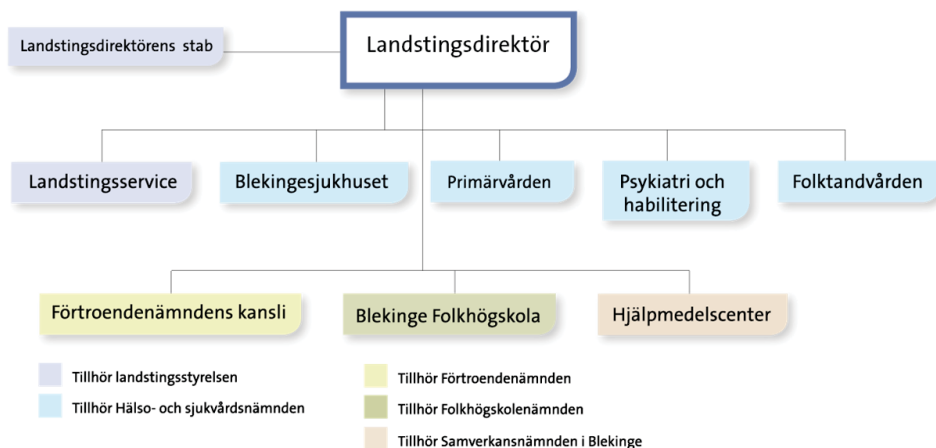 Landstingsdirektörens stab
Landstingsdirektör
Landstingsservice
Blekingesjukhuset
Primärvården
Psykiatri och
habilitering
Folktandvården
Förtroendenämndens kansli
Blekinge Folkhögskola
Hjälpmedelscenter
Tillhör landstingsstyrelsen
Tillhör Hälso- och sjukvårdsnämnden
Tillhör Förtroendenämnden
Tillhör Folkhögskolenämnden
Tillhör Samverkansnämnden i Blekinge